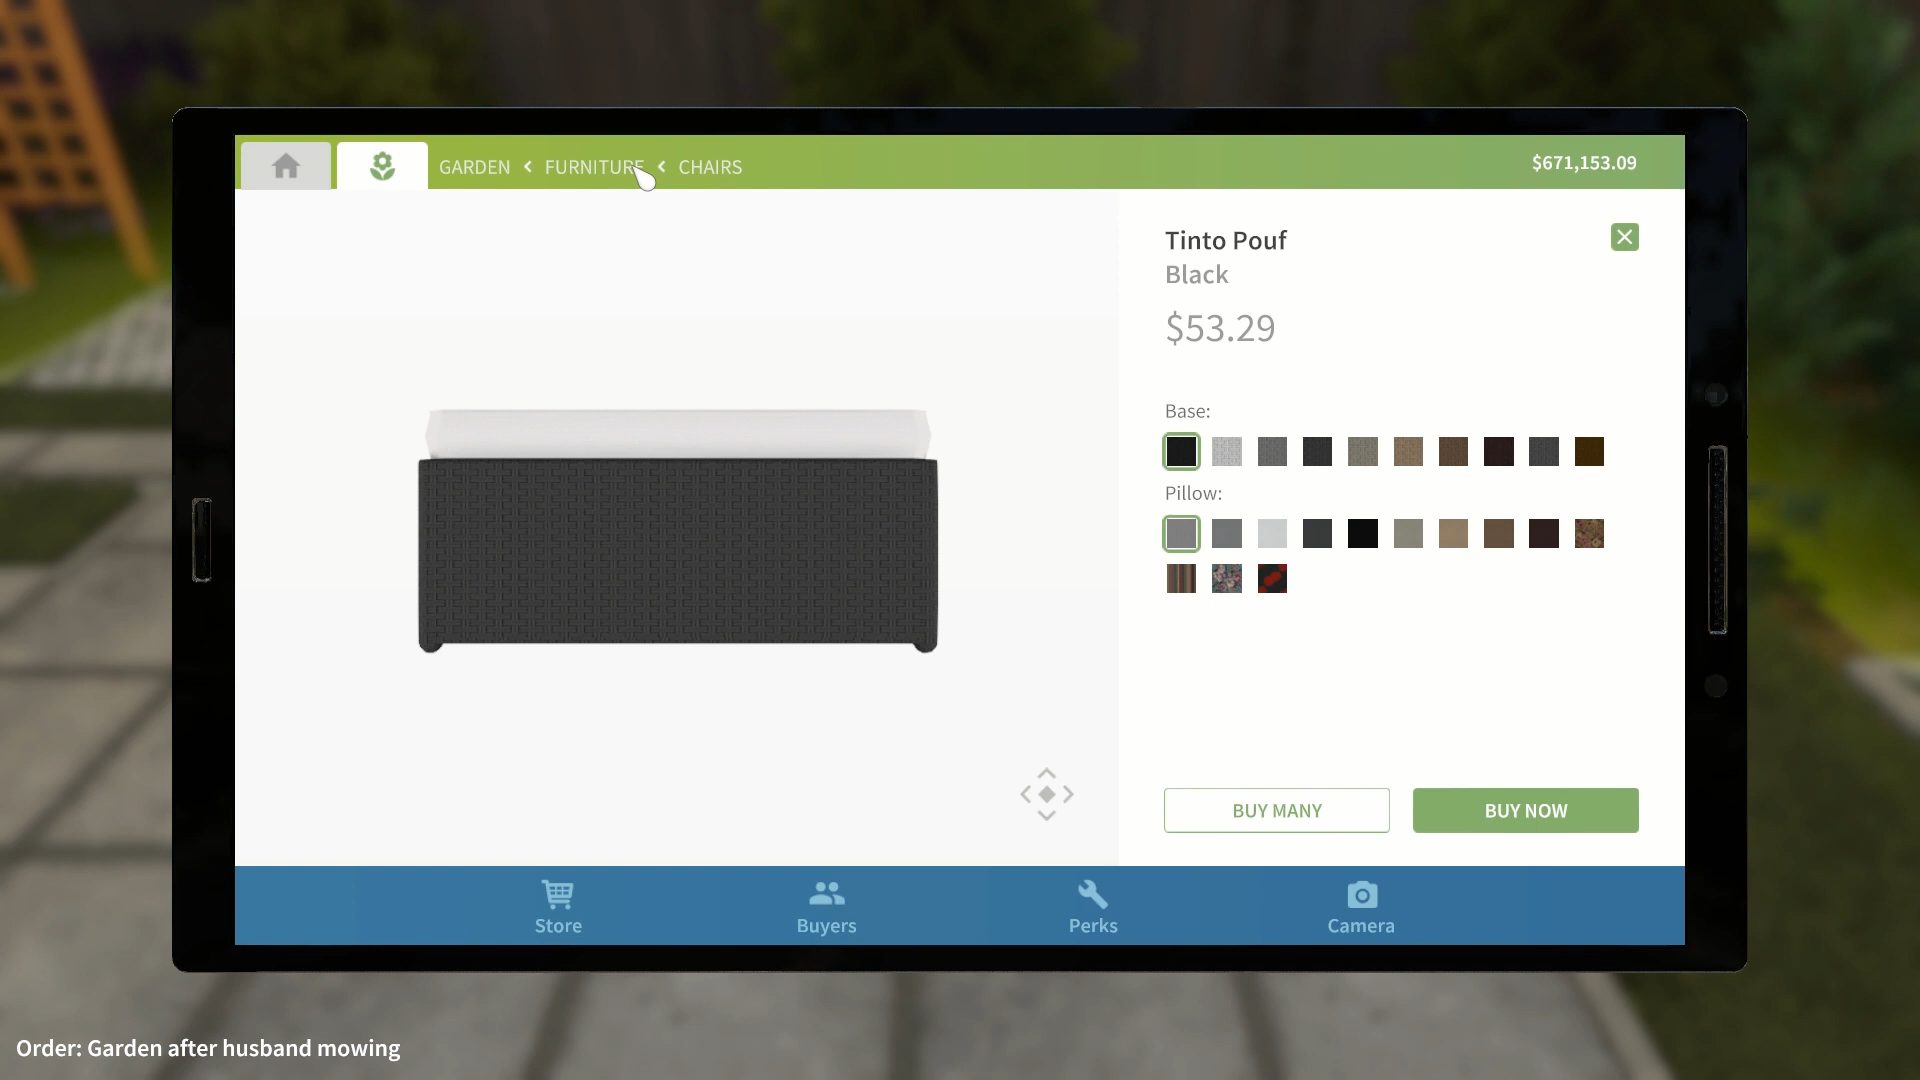 GARDEN < FURNITURE < CHAIRS
$671,153.09
Tinto Pouf
Black
$53.29
Base:
Pillow:
BUY MANY
BUY NOW
Store
Buyers
Perks
Camera
Order: Garden after husband mowing